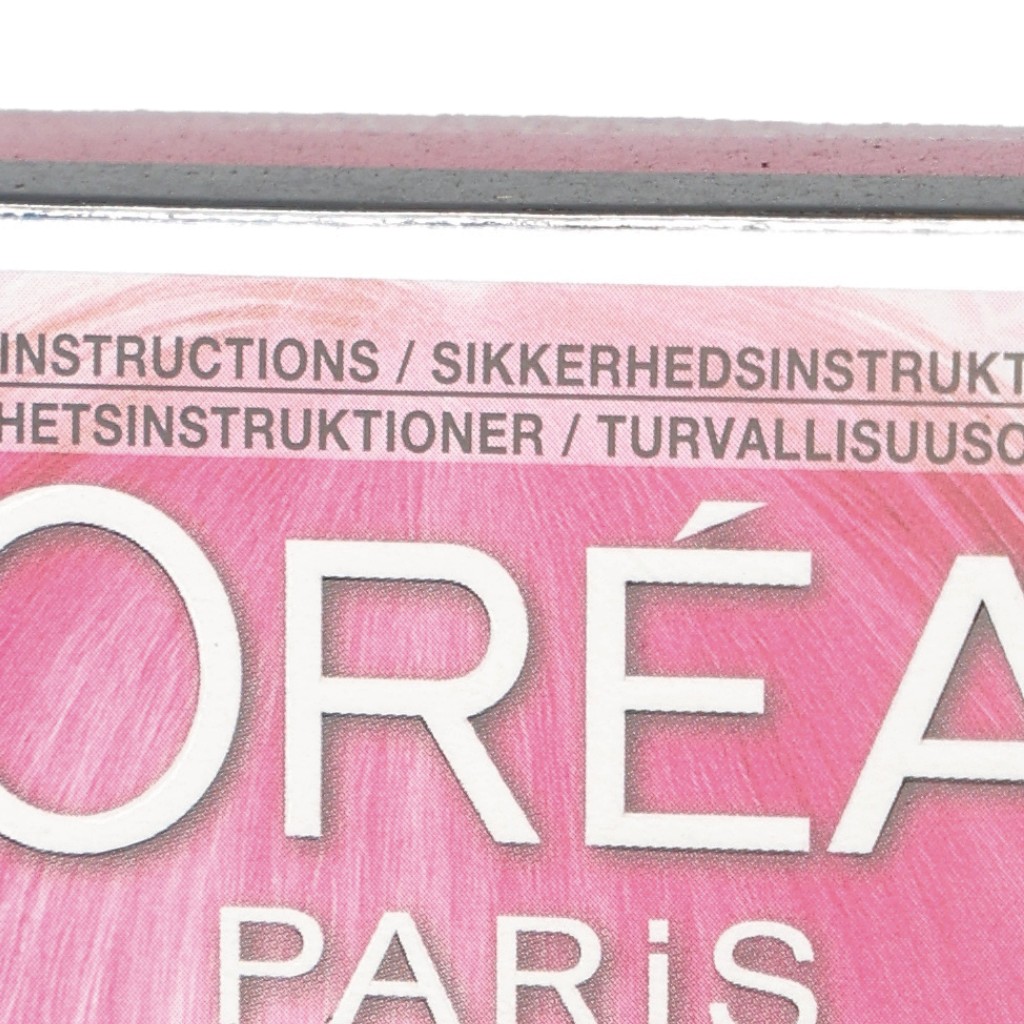 INSTRUCTIONS / SIKKERHEDSINSTRUKT
HETSINSTRUKTIONER / TURVALLISUUSO
ORÉA
PARiS